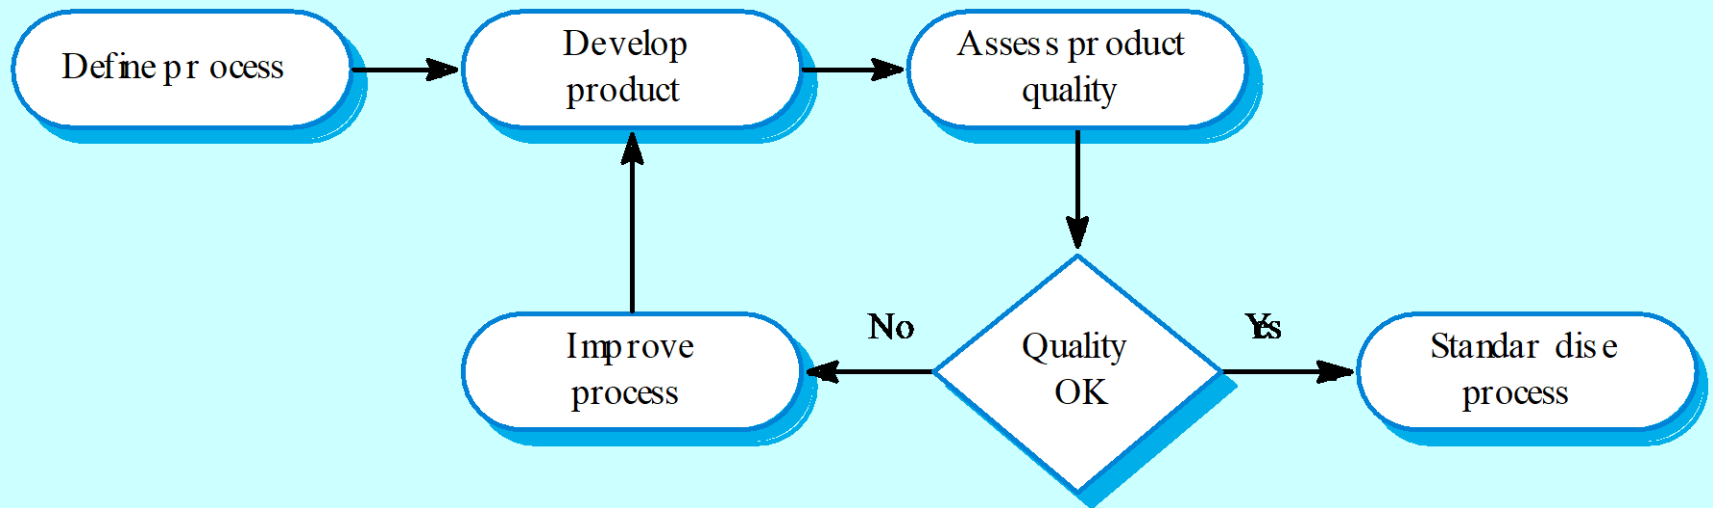 Define process
Develop
product
Assess product
quality
No
Yes
Improve
process
Quality
OK
Standardise
process